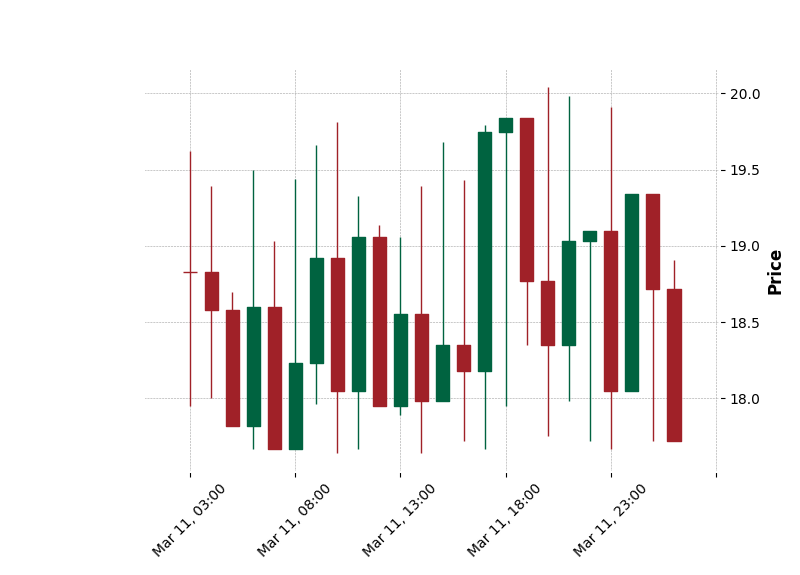 20.0
19.5
19.0
18.5
18.0
Price
Mar 11, 03:00
Mar 11, 08:00
Mar 11, 13:00
Mar 11, 18:00
Mar 11, 23:00